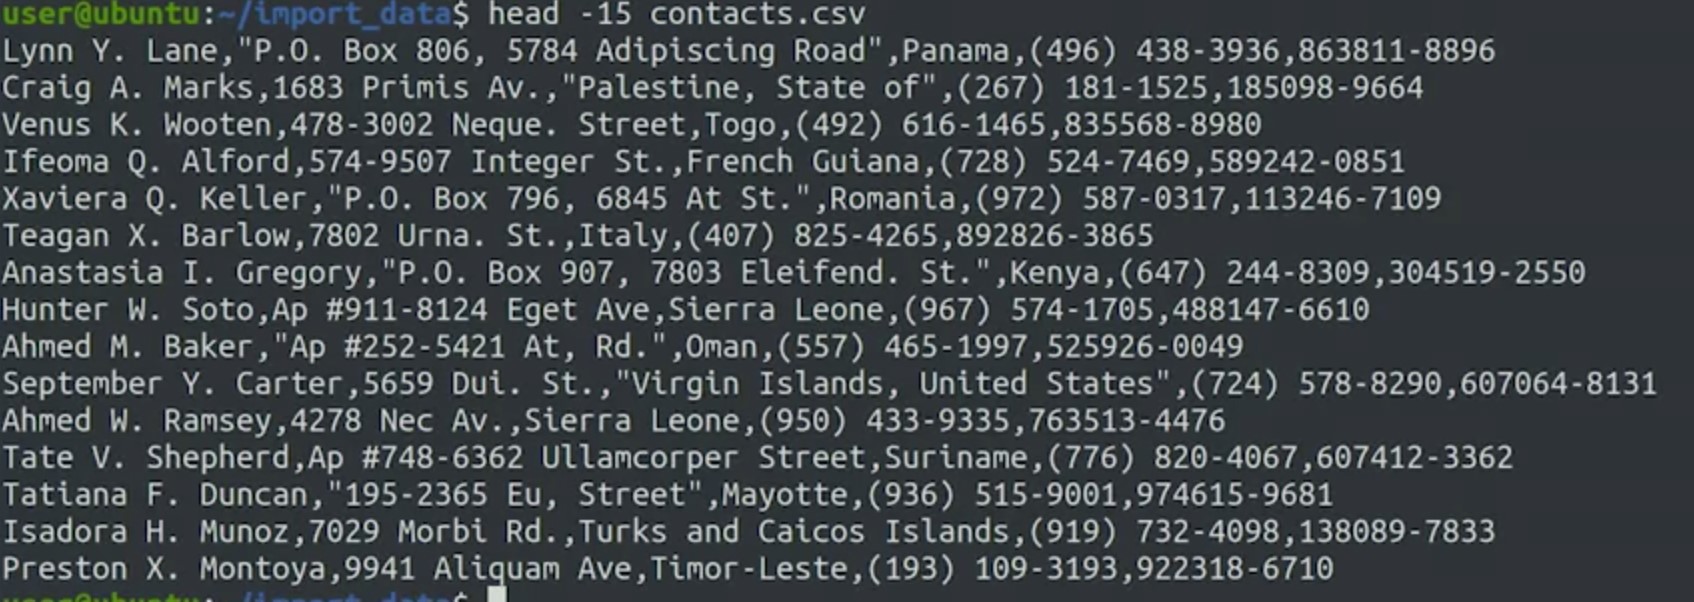 user@ubuntu:~/import_data$ head -15 contacts.csv
Lynn Y. Lane,"P.O. Box 806, 5784 Adipiscing Road",Panama,(496) 438-3936,863811-8896
Craig A. Marks,1683 Primis Av.,"Palestine, State of",(267) 181-1525,185098-9664
Venus K. Wooten,478-3002 Neque. Street,Togo,(492) 616-1465,835568-8980
Ifeoma Q. Alford,574-9507 Integer St.,French Guiana,(728) 524-7469,589242-0851
Xaviera Q. Keller,"P.O. Box 796, 6845 At St.",Romania,(972) 587-0317,113246-7109
Teagan X. Barlow,7802 Urna. St.,Italy,(407) 825-4265,892826-3865
Anastasia I. Gregory,"P.O. Box 907, 7803 Eleifend. St.",Kenya,(647) 244-8309,304519-2550
Hunter W. Soto,Ap #911-8124 Eget Ave,Sierra Leone,(967) 574-1705,488147-6610
Ahmed M. Baker,"Ap #252-5421 At, Rd.",Oman,(557) 465-1997,525926-0049
September Y. Carter,5659 Dui. St.,"Virgin Islands, United States",(724) 578-8290,607064-8131
Ahmed W. Ramsey,4278 Nec Av.,Sierra Leone,(950) 433-9335,763513-4476
Tate V. Shepherd,Ap #748-6362 Ullamcorper Street,Suriname,(776) 820-4067,607412-3362
Tatiana F. Duncan,"195-2365 Eu, Street",Mayotte,(936) 515-9001,974615-9681
Isadora H. Munoz,7029 Morbi Rd.,Turks and Caicos Islands,(919) 732-4098,138089-7833
Preston X. Montoya,9941 Aliquam Ave,Timor-Leste,(193) 109-3193,922318-6710
user@ubuntu:~/import_data$